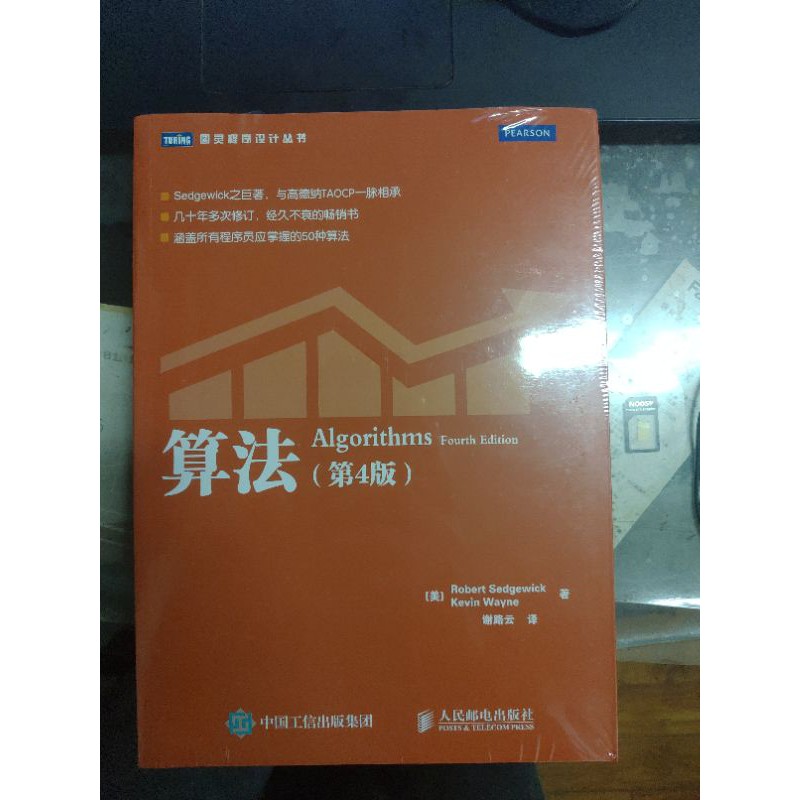 TURING 图灵程序设计丛书
PEARSON
Sedgewick之巨著，与高德纳TAOCP一脉相承
几十年多次修订，经久不衰的畅销书
涵盖所有程序员应掌握的50种算法
算法
Algorithms Fourth Edition
（第4版）
[美] Robert Sedgewick
Kevin Wayne 著
谢路云 译
中国工信出版集团
人民邮电出版社
POSTS & TELECOM PRESS